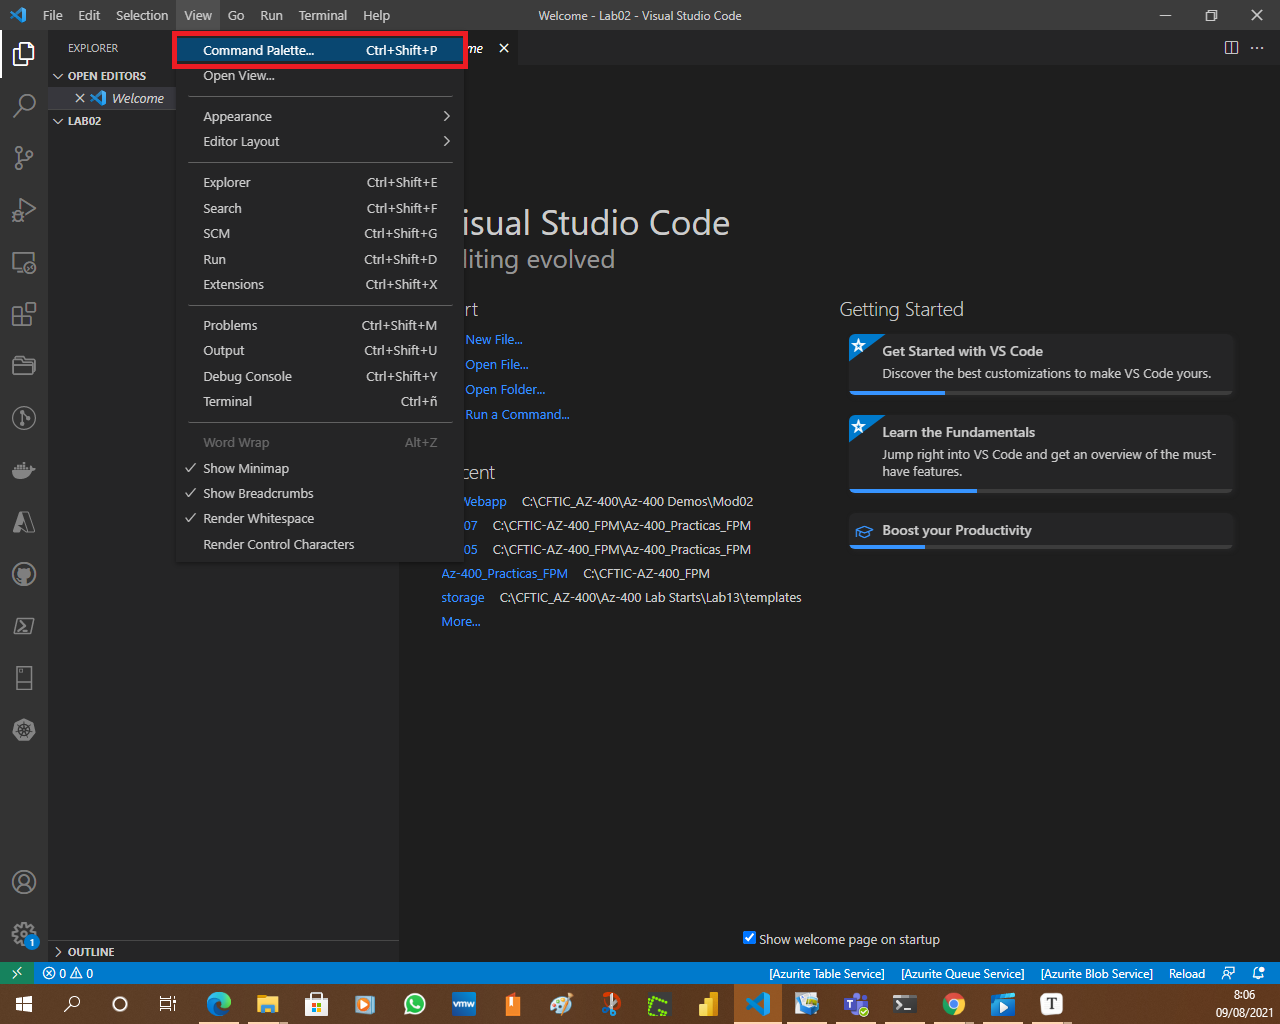 File Edit Selection View Go Run Terminal Help Welcome - Lab02 - Visual Studio Code
EXPLORER
OPEN EDITORS
Welcome
LAB02
Command Palette... Ctrl+Shift+P
me
Open View...
Appearance
Editor Layout
Explorer Ctrl+Shift+E
Search Ctrl+Shift+F
SCM Ctrl+Shift+G
Run Ctrl+Shift+D
Extensions Ctrl+Shift+X
Problems Ctrl+Shift+M
Output Ctrl+Shift+U
Debug Console Ctrl+Shift+Y
Terminal Ctrl+ñ
Word Wrap Alt+Z
Show Minimap
Show Breadcrumbs
Render Whitespace
Render Control Characters
isual Studio Code
liting evolved
rt
New File...
Open File...
Open Folder...
Run a Command...
cent
Webapp C:\CFTIC_AZ-400\Az-400 Demos\Mod02
07 C:\CFTIC-AZ-400_FPM\Az-400_Practicas_FPM
05 C:\CFTIC-AZ-400_FPM\Az-400_Practicas_FPM
Az-400_Practicas_FPM C:\CFTIC-AZ-400_FPM
storage C:\CFTIC_AZ-400\Az-400 Lab Starts\Lab13\templates
More...
Getting Started
Get Started with VS Code
Discover the best customizations to make VS Code yours.
Learn the Fundamentals
Jump right into VS Code and get an overview of the must-
have features.
Boost your Productivity
Show welcome page on startup
1
OUTLINE
0 0 [Azurite Table Service] [Azurite Queue Service] [Azurite Blob Service] Reload
vmw
T
8:06
09/08/2021